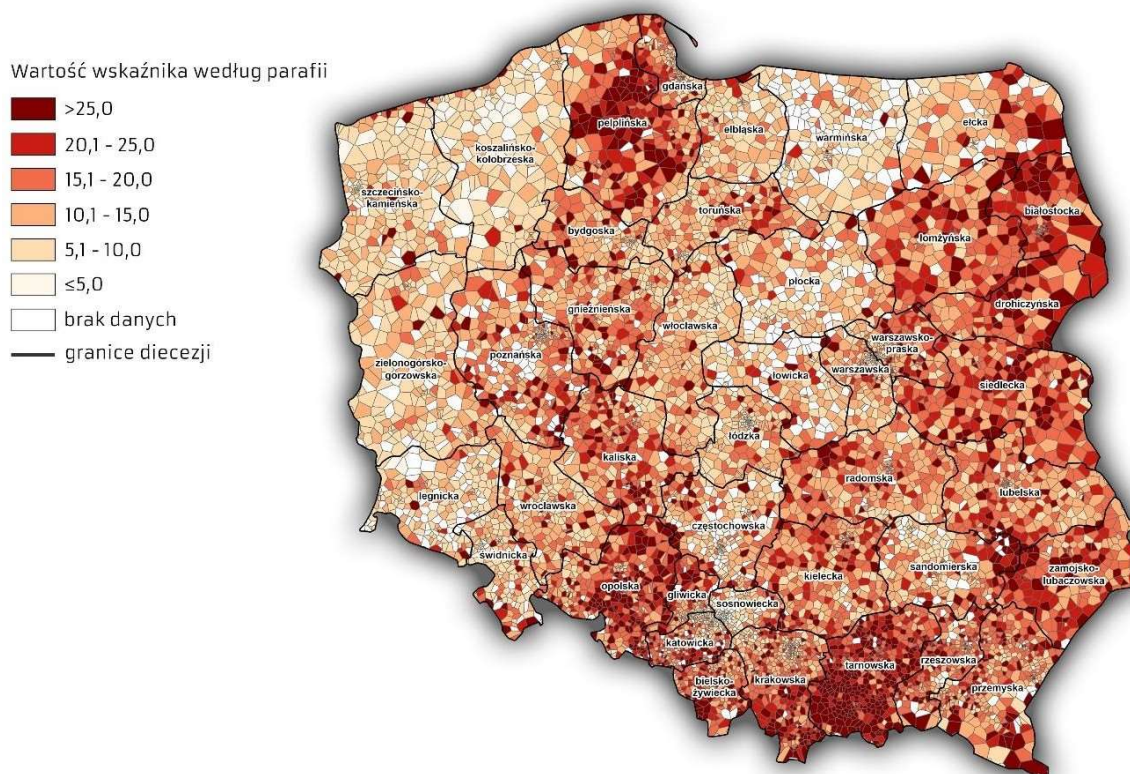 Wartość wskaźnika według parafii
>25,0
20,1 - 25,0
15,1 - 20,0
10,1 - 15,0
5,1 - 10,0
≤5,0
brak danych
granice diecezji
gdańska
pelplińska
elbląska
warmińska
ełcka
koszalińsko-
kołobrzeska
szczecińsko-
kamieńska
bydgoska
toruńska
łomżyńska
białostocka
płocka
drohiczyńska
gnieźnieńska
włocławska
zielonogórsko-
gorzowska
poznańska
łowicka
warszawska
warszawsko-
praska
siedlecka
łódzka
kaliska
radomska
legnicka
wrocławska
lubelska
częstochowska
świdnicka
opolska
gliwicka
sosnowiecka
kielecka
sandomierska
zamojsko-
lubaczowska
katowicka
bielsko-
żywiecka
krakowska
tarnowska
rzeszowska
przemyska